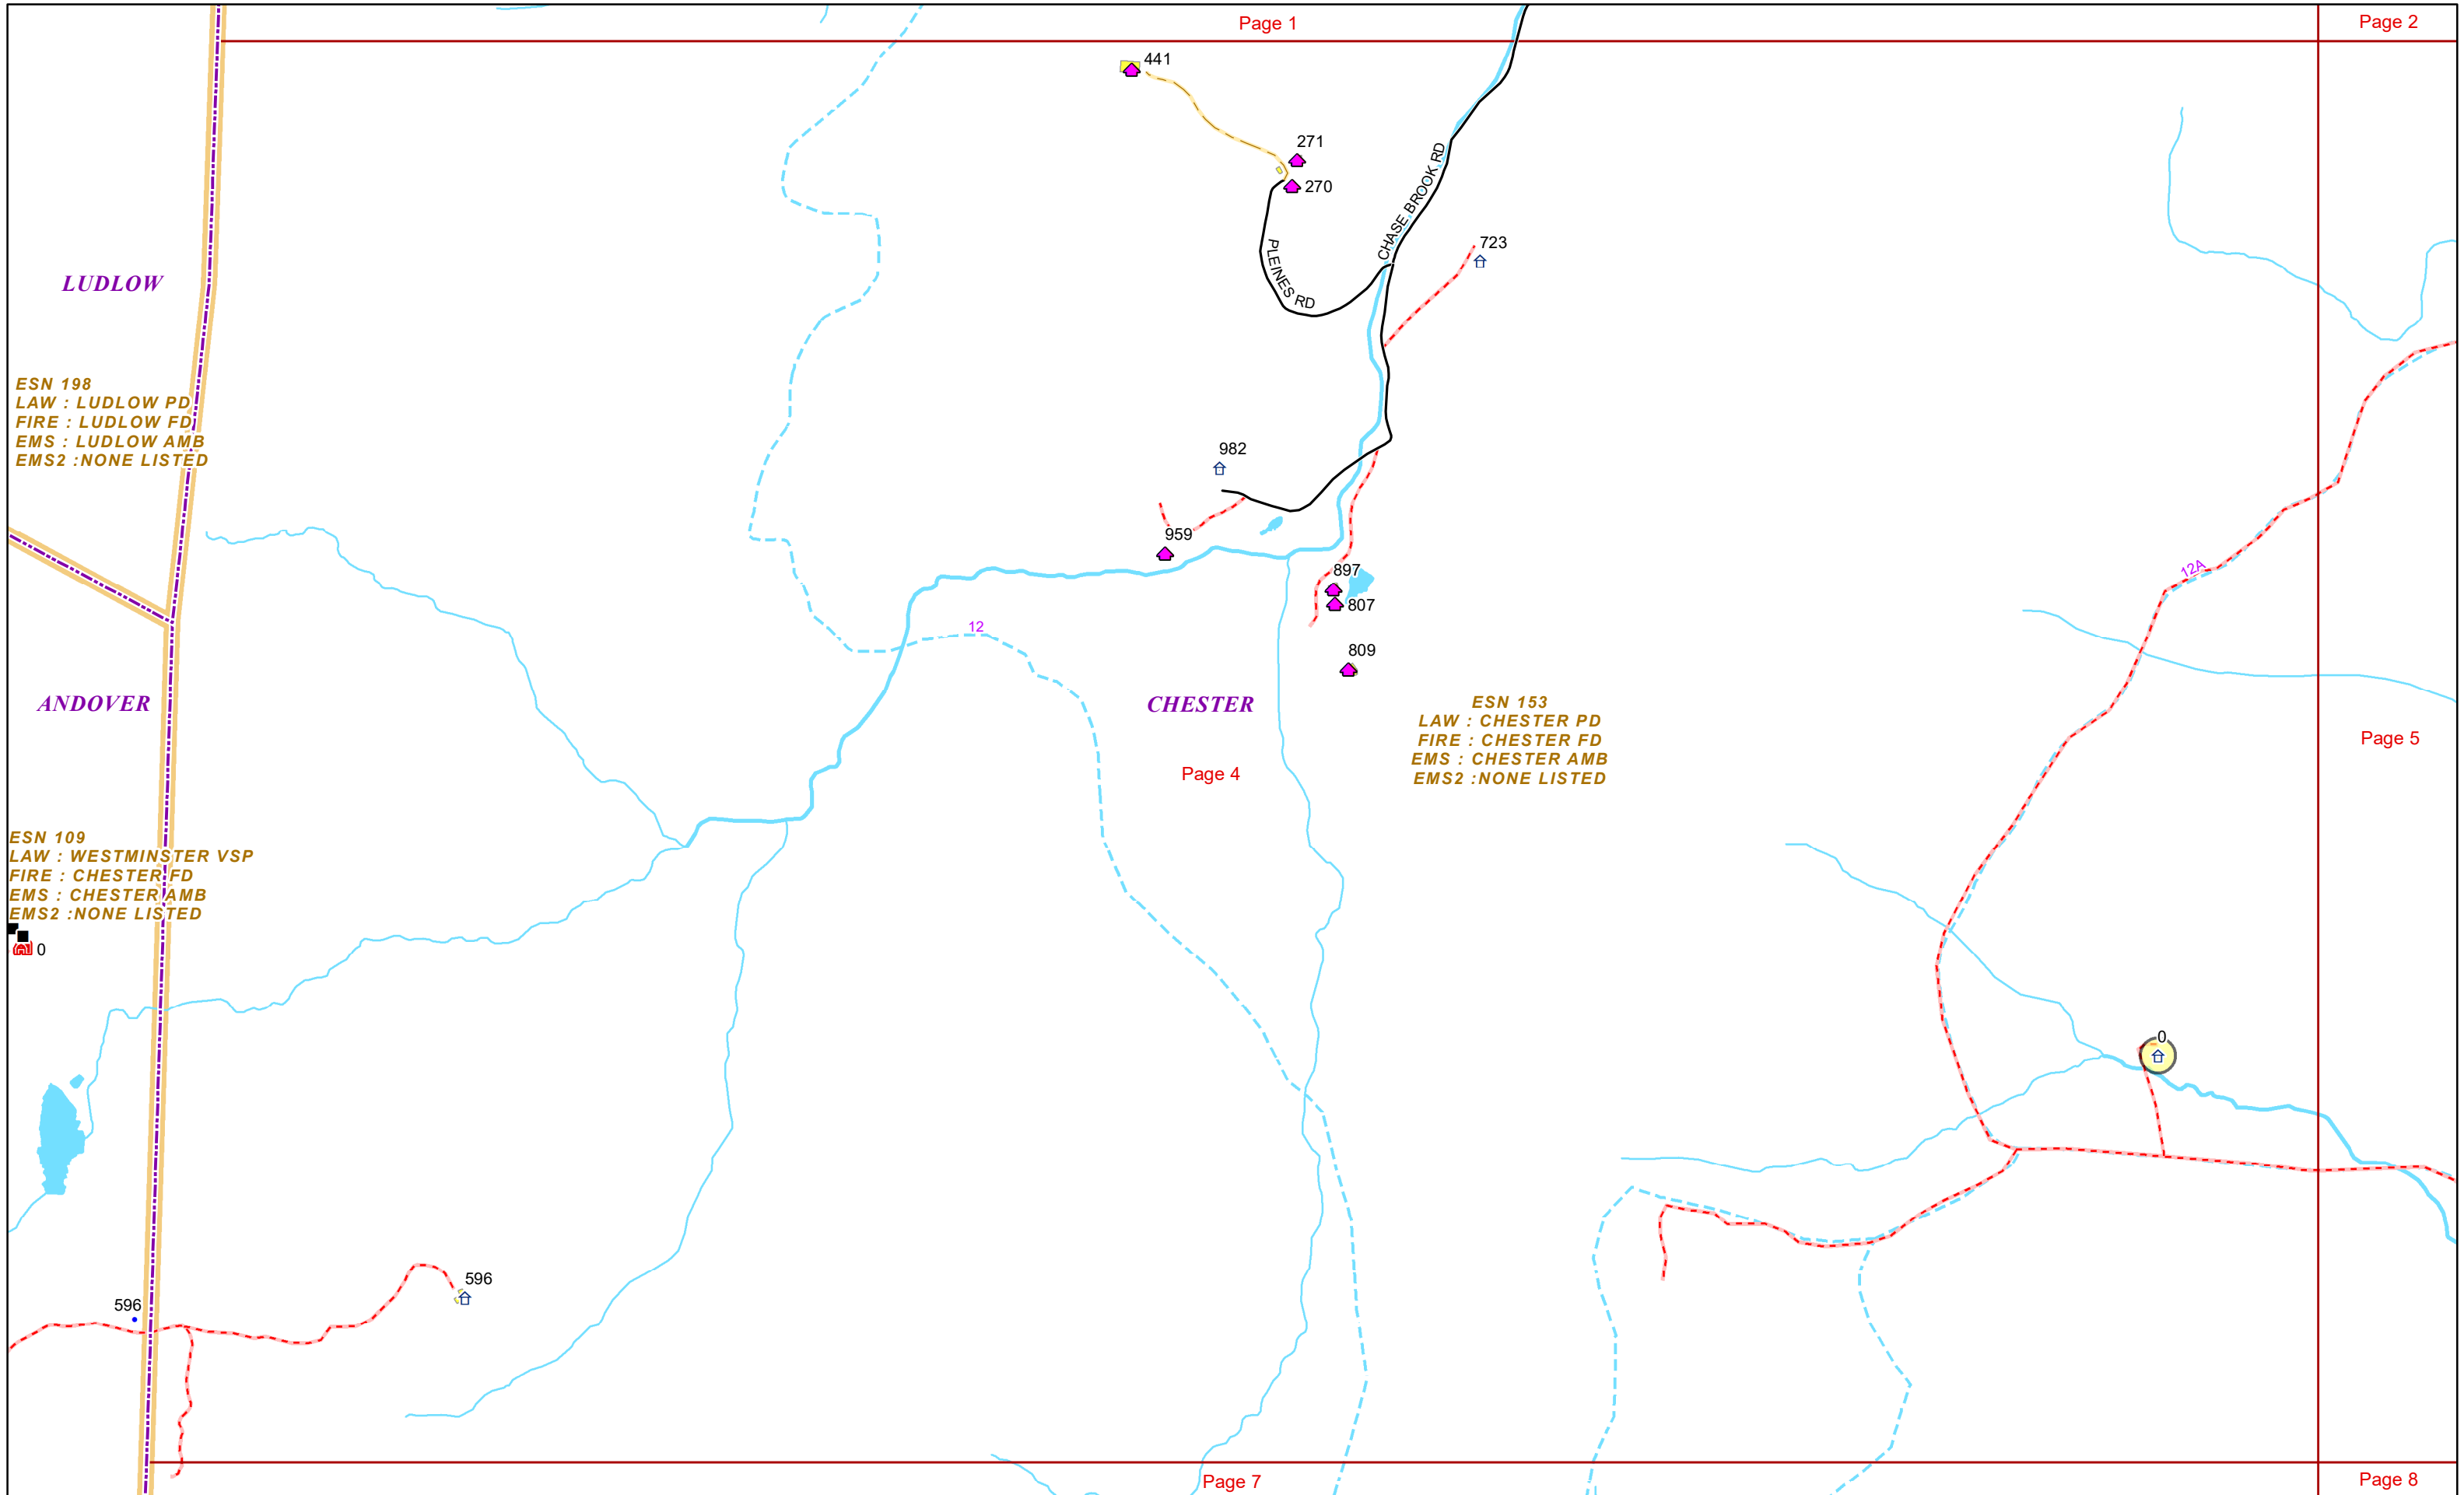 Page 1
Page 2
441
271
270
CHASE BROOK RD
723
PLEINES RD
LUDLOW
ESN 198
LAW : LUDLOW PD
FIRE : LUDLOW FD
EMS : LUDLOW AMB
EMS2 :NONE LISTED
982
959
897
807
12A
12
809
ANDOVER
CHESTER
ESN 153
LAW : CHESTER PD
FIRE : CHESTER FD
EMS : CHESTER AMB
EMS2 :NONE LISTED
Page 5
Page 4
ESN 109
LAW : WESTMINSTER VSP
FIRE : CHESTER FD
EMS : CHESTER AMB
EMS2 :NONE LISTED
0
0
596
596
Page 7
Page 8